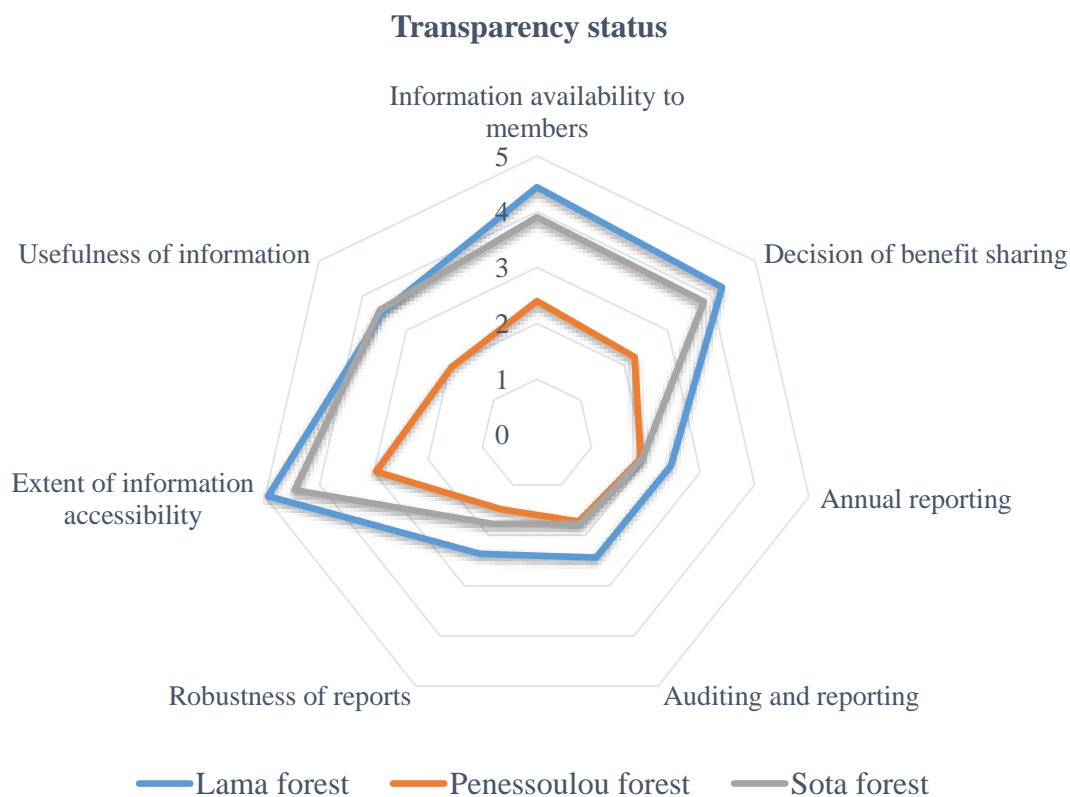 Transparency status
Information availability to
members
5
4
3
2
1
0
Decision of benefit sharing
Usefulness of information
Extent of information
accessibility
Annual reporting
Robustness of reports
Auditing and reporting
Lama forest
Penessoulou forest
Sota forest